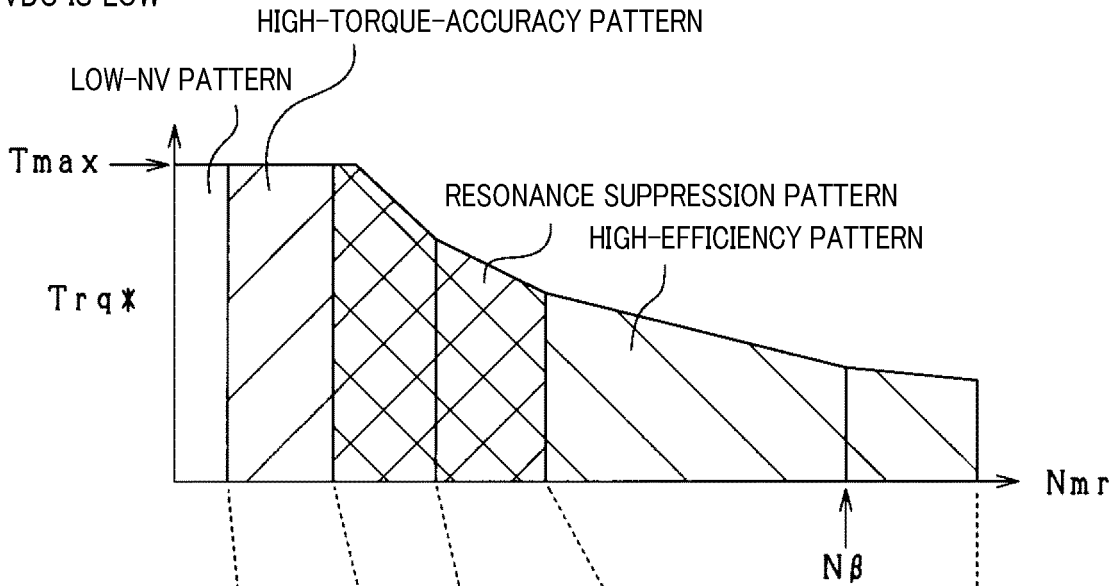 VDC IS LOW
HIGH-TORQUE-ACCURACY PATTERN
LOW-NV PATTERN
Tmax
RESONANCE SUPPRESSION PATTERN
HIGH-EFFICIENCY PATTERN
Trq*
Nmr
Nβ